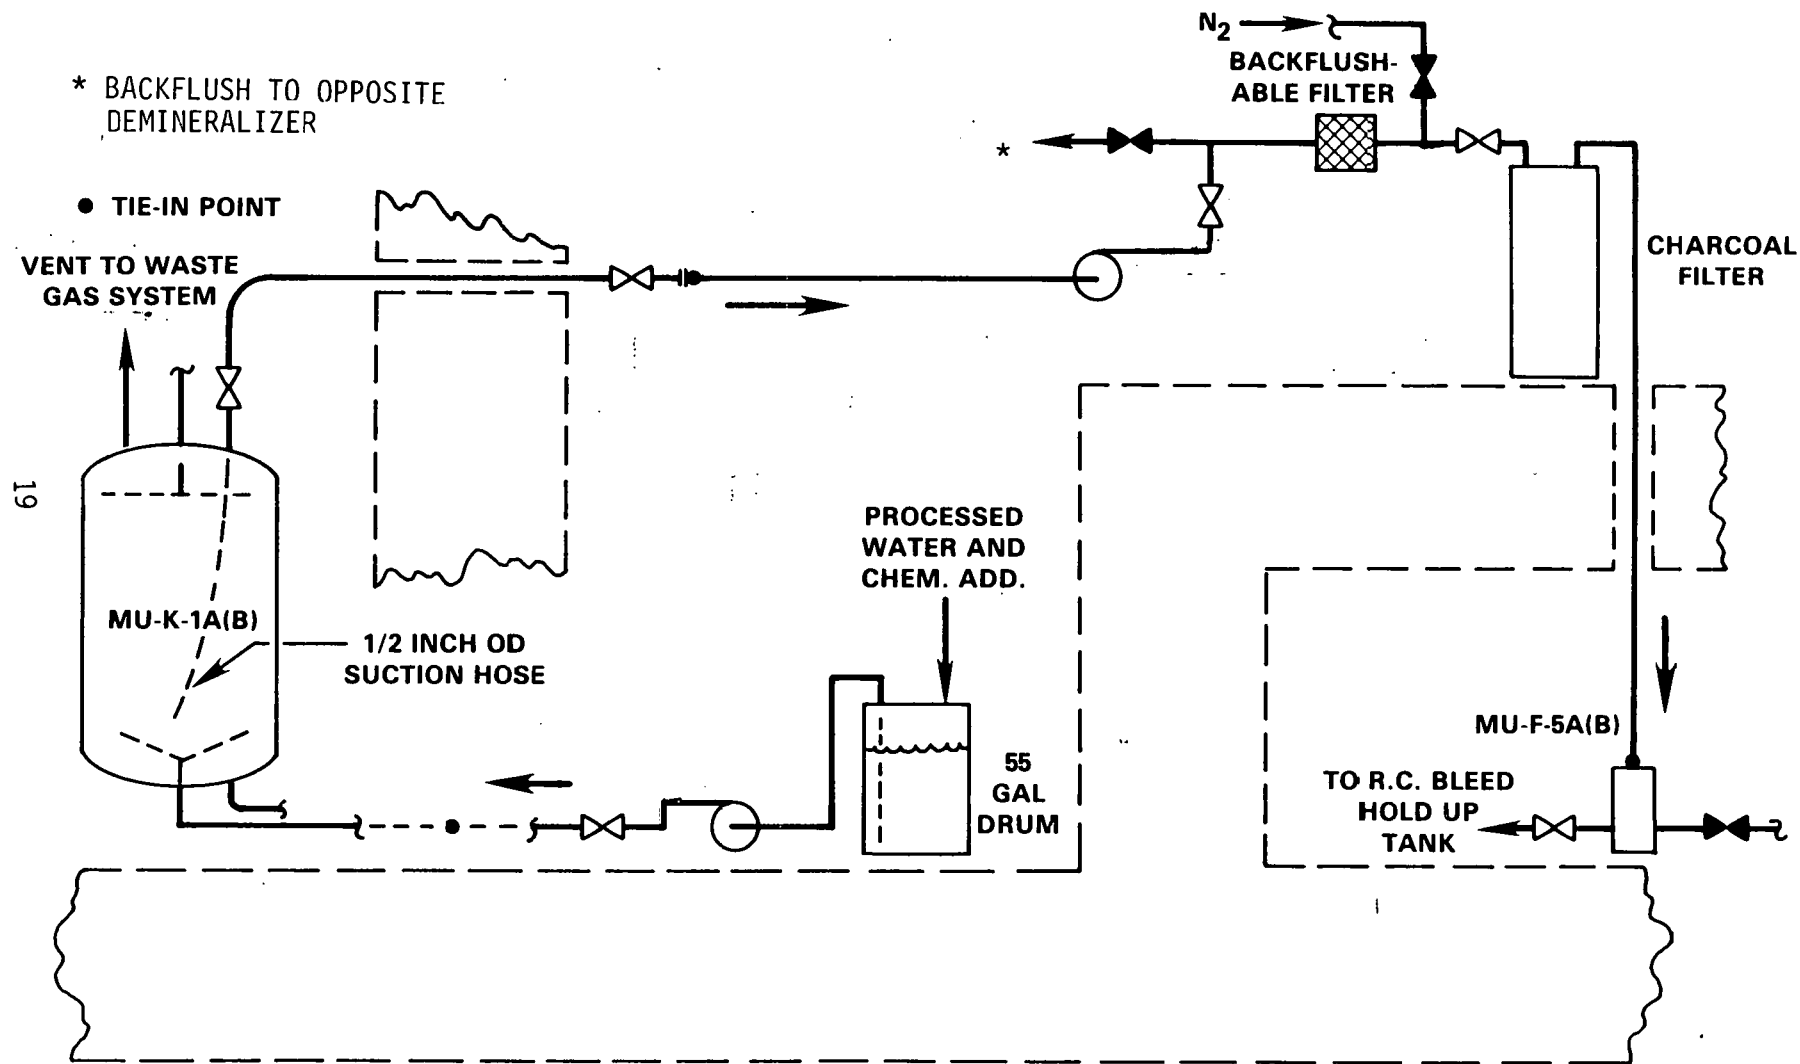 N2
BACKFLUSH-
ABLE FILTER
* BACKFLUSH TO OPPOSITE
DEMINERALIZER
*
● TIE-IN POINT
VENT TO WASTE
GAS SYSTEM
CHARCOAL
FILTER
19
PROCESSED
WATER AND
CHEM. ADD.
MU-K-1A(B)
1/2 INCH OD
SUCTION HOSE
MU-F-5A(B)
55
GAL
DRUM
TO R.C. BLEED
HOLD UP
TANK